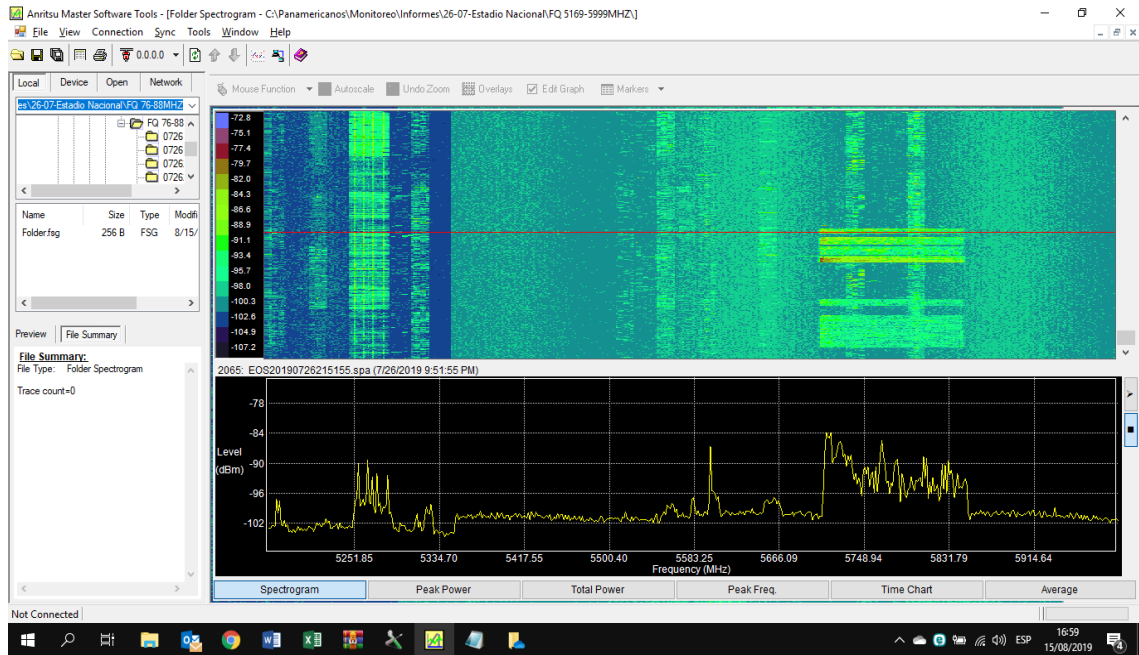 Anritsu Master Software Tools - [Folder Spectrogram - C:\Panamericanos\Monitoreo\Informes\26-07-Estadio Nacional\FQ 5169-5999MHZ\]
File View Connection Sync Tools Window Help
0.0.0.0
Local Device Open Network
Mouse Function Autoscale Undo Zoom Overlays Edit Graph Markers
es\26-07-Estadio Nacional\FQ 76-88MHZ
FQ 76-88
0726
0726
0726.
0726.
Name Size Type Modifi
Folder.fsg 256 B FSG 8/15/
Preview File Summary
File Summary:
File Type: Folder Spectrogram
Trace count=0
-72.8
-75.1
-77.4
-79.7
-82.0
-84.3
-86.6
-88.9
-91.1
-93.4
-95.7
-98.0
-100.3
-102.6
-104.9
-107.2
2065: EOS20190726215155.spa (7/26/2019 9:51:55 PM)
-78
-84
Level
(dBm)
-90
-96
-102
5251.85 5334.70 5417.55 5500.40 5583.25 5666.09 5748.94 5831.79 5914.64
Frequency (MHz)
Spectrogram Peak Power Total Power Peak Freq. Time Chart Average
Not Connected
ESP
16:59
15/08/2019
4